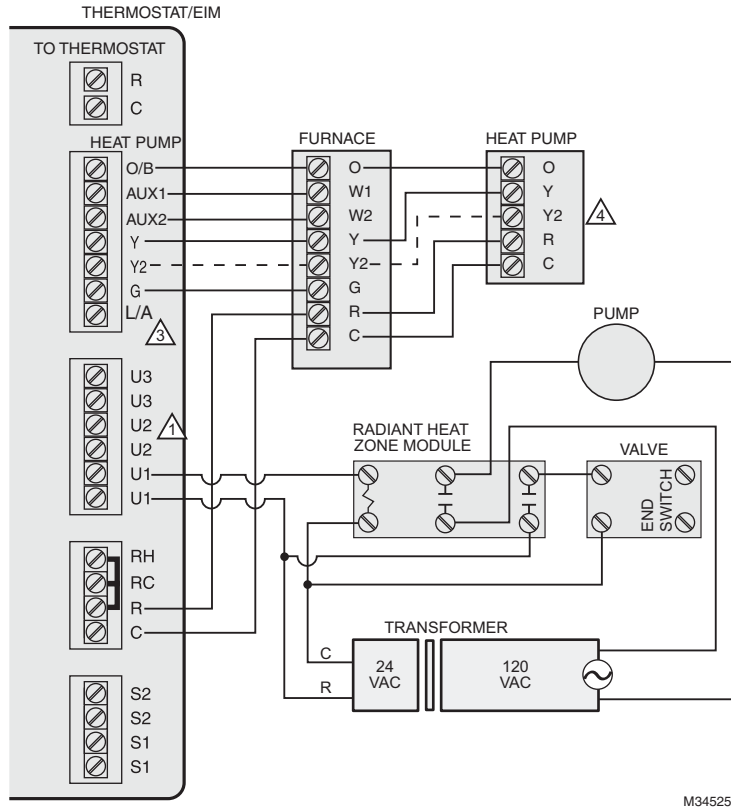 THERMOSTAT/EIM
TO THERMOSTAT
R
C
HEAT PUMP
O/B
AUX1
AUX2
Y
Y2
G
L/A
3
U3
U3
U2
1
U2
U1
U1
RH
RC
R
C
S2
S2
S1
S1
FURNACE
O
W1
W2
Y
Y2
G
R
C
HEAT PUMP
O
Y
Y2
R
C
4
PUMP
RADIANT HEAT
ZONE MODULE
VALVE
END
SWITCH
TRANSFORMER
C
R
24
VAC
120
VAC
M34525